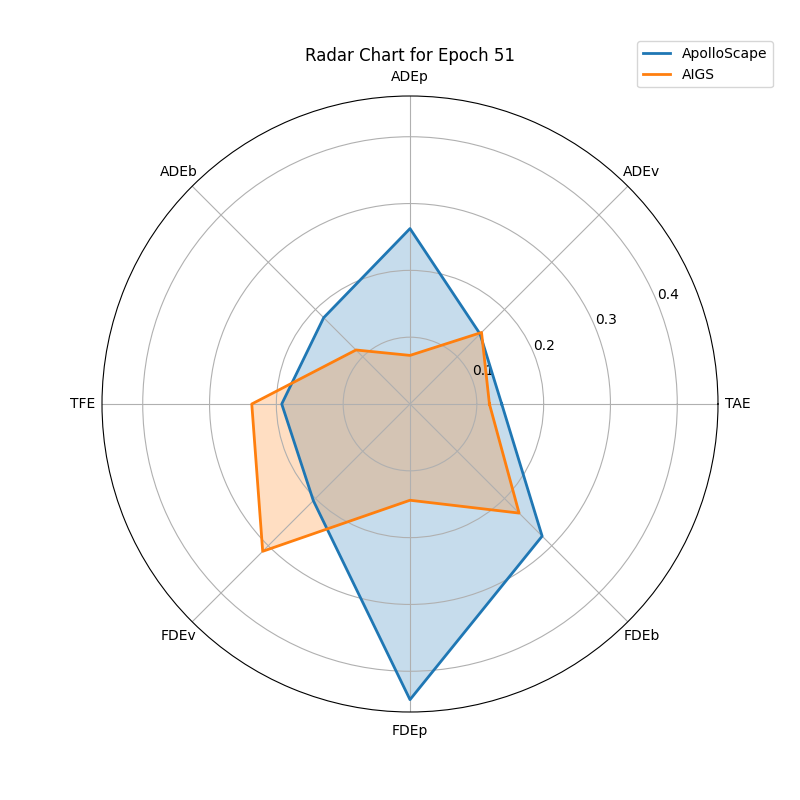 Radar Chart for Epoch 51
ApolloScape
AIGS
ADEp
ADEb
ADEv
0.4
0.3
0.2
0.1
TFE
TAE
FDEv
FDEb
FDEp